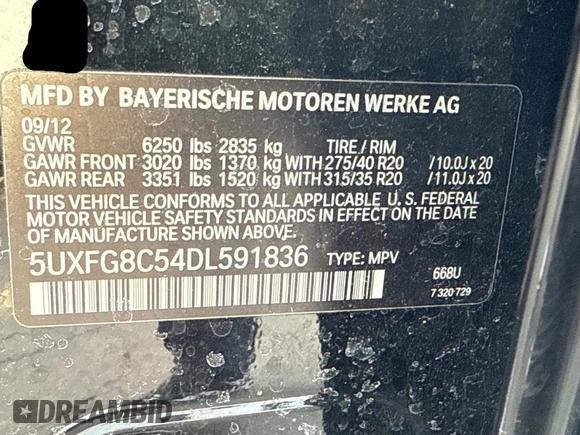 MFD BY BAYERISCHE MOTOREN WERKE AG
09/12
GVWR 6250 lbs 2835 kg TIRE / RIM
GAWR FRONT 3020 lbs 1370 kg WITH 275/40 R20 /10.0J x 20
GAWR REAR 3351 lbs 1520 kg WITH 315/35 R20 /11.0J x 20
THIS VEHICLE CONFORMS TO ALL APPLICABLE U. S. FEDERAL
MOTOR VEHICLE SAFETY STANDARDS IN EFFECT ON THE DATE
OF MANUFACTURE SHOWN ABOVE.
5UXFG8C54DL591836 TYPE: MPV
668U
7 320 729
DREAMBID